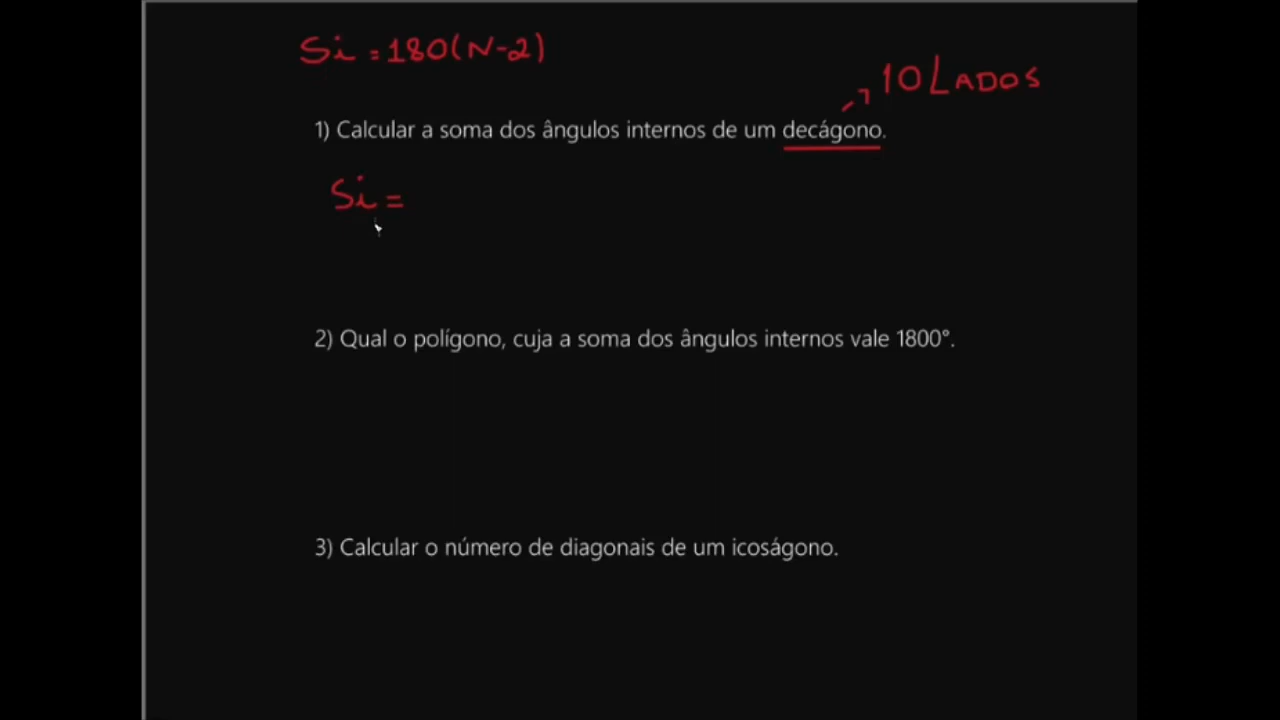 Si = 180(N-2)
10 LADOS
1) Calcular a soma dos ângulos internos de um decágono.
Si =
2) Qual o polígono, cuja a soma dos ângulos internos vale 1800°.
3) Calcular o número de diagonais de um icoságono.